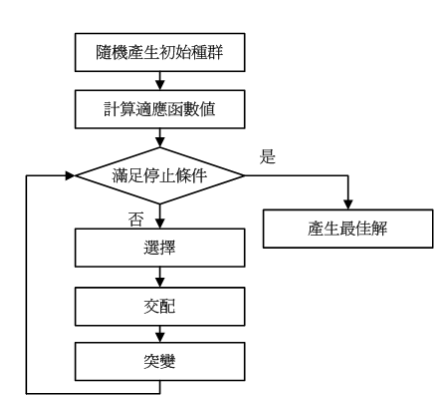 隨機產生初始種群
計算適應函數值
滿足停止條件
是
否
產生最佳解
選擇
交配
突變